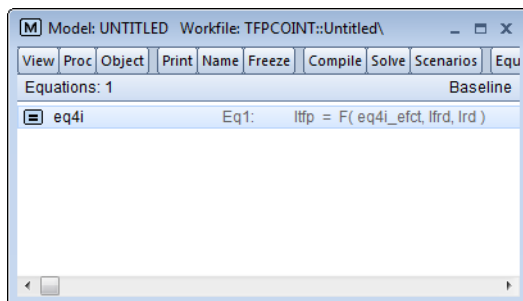 M Model: UNTITLED Workfile: TFPCOINT::Untitled\
View Proc Object Print Name Freeze Compile Solve Scenarios Equ
Equations: 1 Baseline
eq4i Eq1: ltfp = F( eq4i_efct, lfrd, lrd )